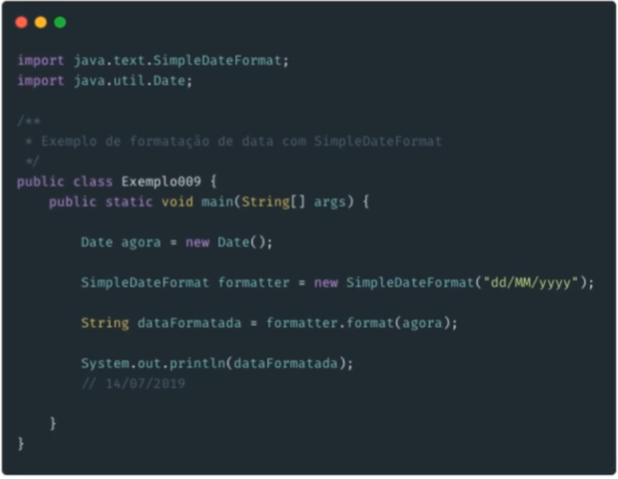 import java.text.SimpleDateFormat;
import java.util.Date;
/**
 * Exemplo de formatação de data com SimpleDateFormat
 */
public class Exemplo009 {
    public static void main(String[] args) {
        Date agora = new Date();
        SimpleDateFormat formatter = new SimpleDateFormat("dd/MM/yyyy");
        String dataFormatada = formatter.format(agora);
        System.out.println(dataFormatada);
        // 14/07/2019
    }
}